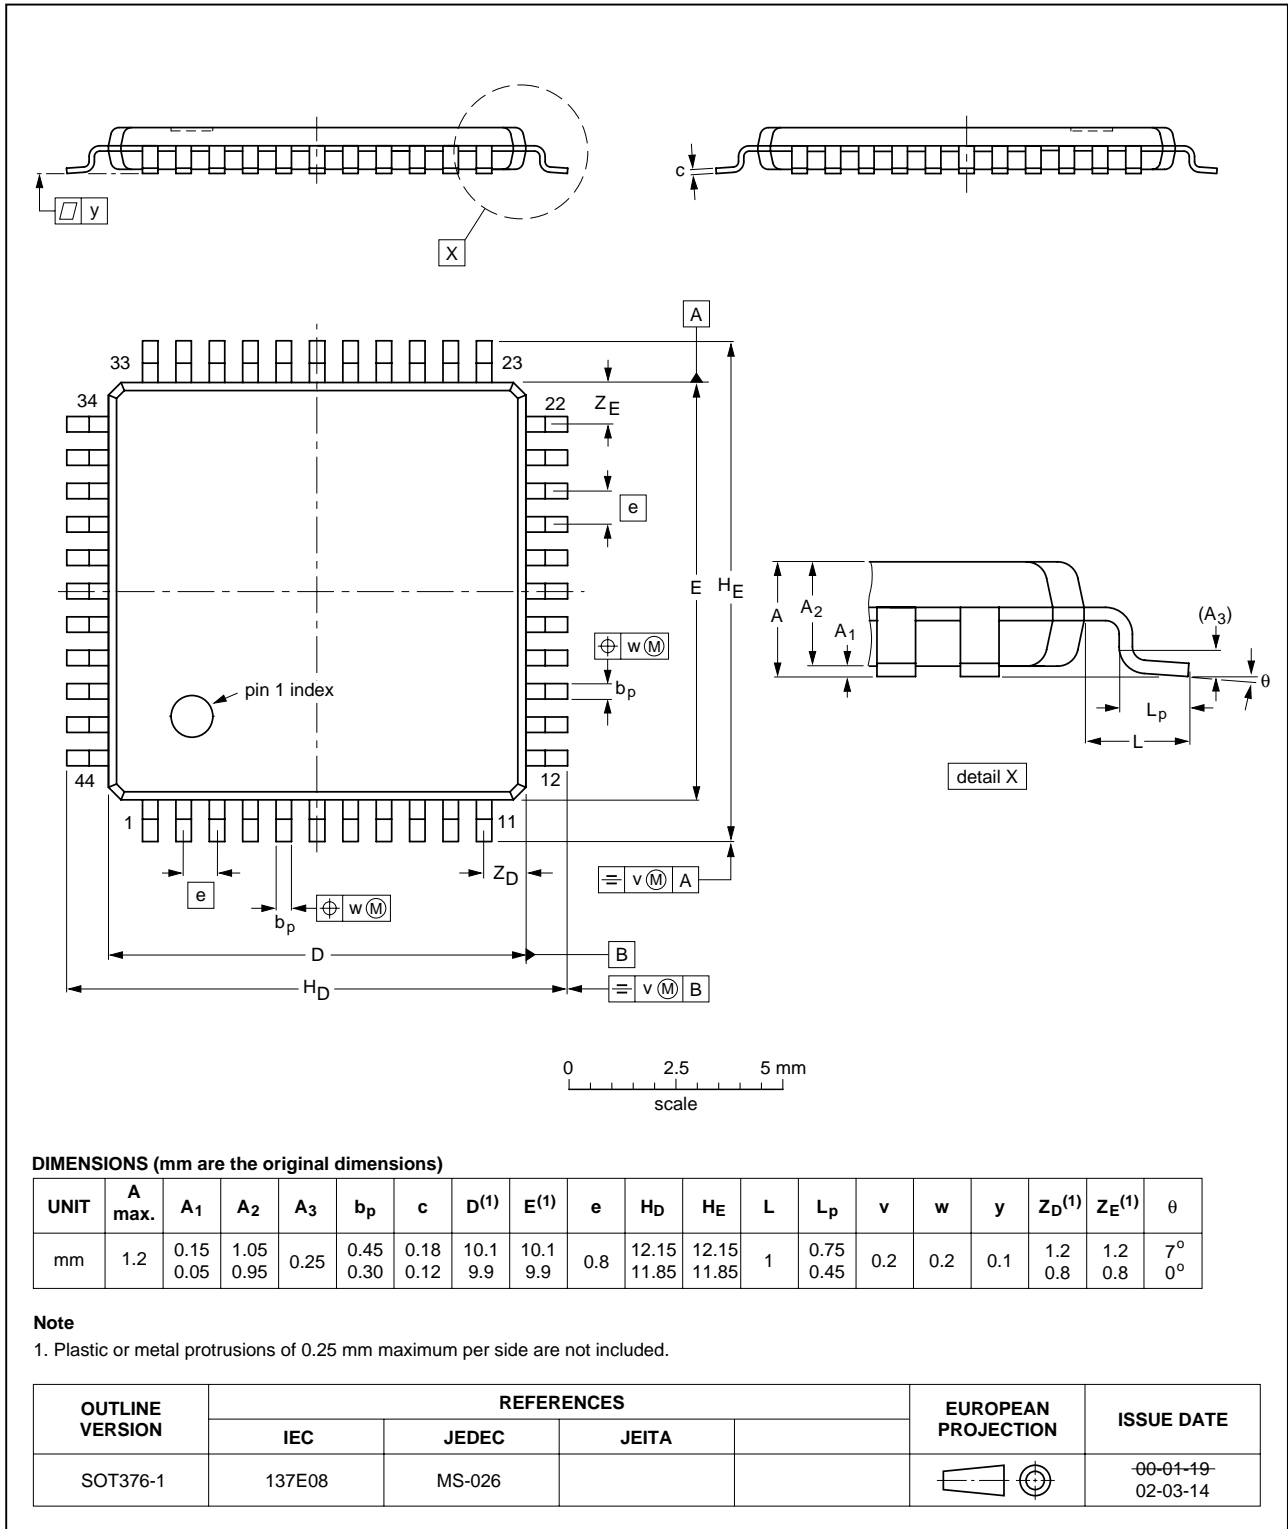 c
y
X
A
33
23
34
22
Z_E
e
E
H_E
w Ⓜ
b_p
pin 1 index
44
12
1
11
e
Z_D
v Ⓜ A
b_p
w Ⓜ
D
B
H_D
v Ⓜ B
A
A_2
A_1
(A_3)
θ
L_p
L
detail X
0 2.5 5 mm
scale
DIMENSIONS (mm are the original dimensions)
UNIT A max. A_1 A_2 A_3 b_p c D(1) E(1) e H_D H_E L L_p v w y Z_D(1) Z_E(1) θ
mm 1.2 0.15 0.05 1.05 0.95 0.25 0.45 0.30 0.18 0.12 10.1 9.9 10.1 9.9 0.8 12.15 11.85 12.15 11.85 1 0.75 0.45 0.2 0.2 0.1 1.2 0.8 1.2 0.8 7° 0°
Note
1. Plastic or metal protrusions of 0.25 mm maximum per side are not included.
OUTLINE VERSION
REFERENCES
EUROPEAN PROJECTION
ISSUE DATE
IEC JEDEC JEITA
SOT376-1 137E08 MS-026
00-01-19
02-03-14